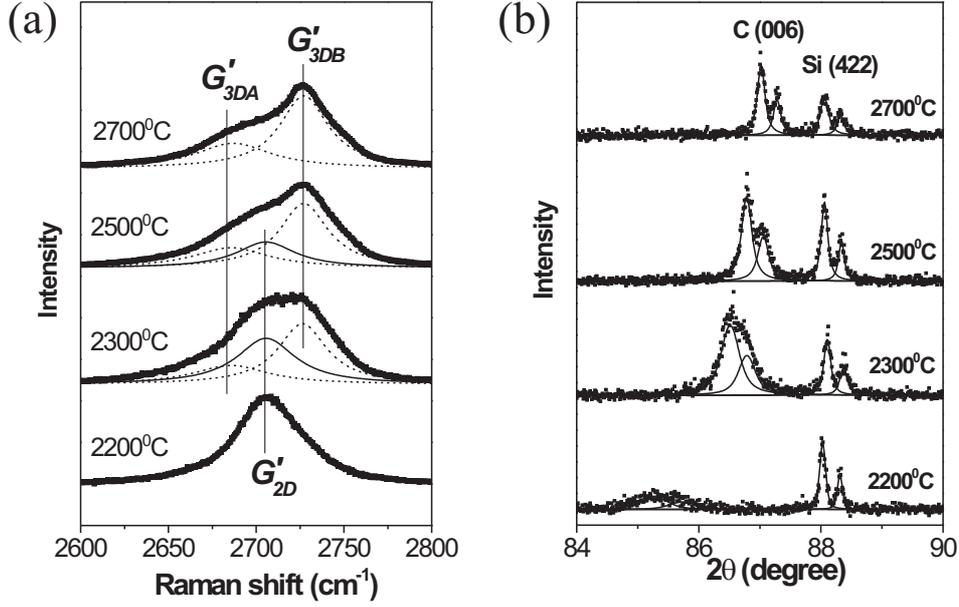 (a)
G′3DB
G′3DA
2700⁰C
2500⁰C
2300⁰C
2200⁰C
G′2D
Intensity
2600 2650 2700 2750 2800
Raman shift (cm⁻¹)
(b)
C (006)
Si (422)
2700⁰C
2500⁰C
2300⁰C
2200⁰C
Intensity
84 86 88 90
2θ (degree)